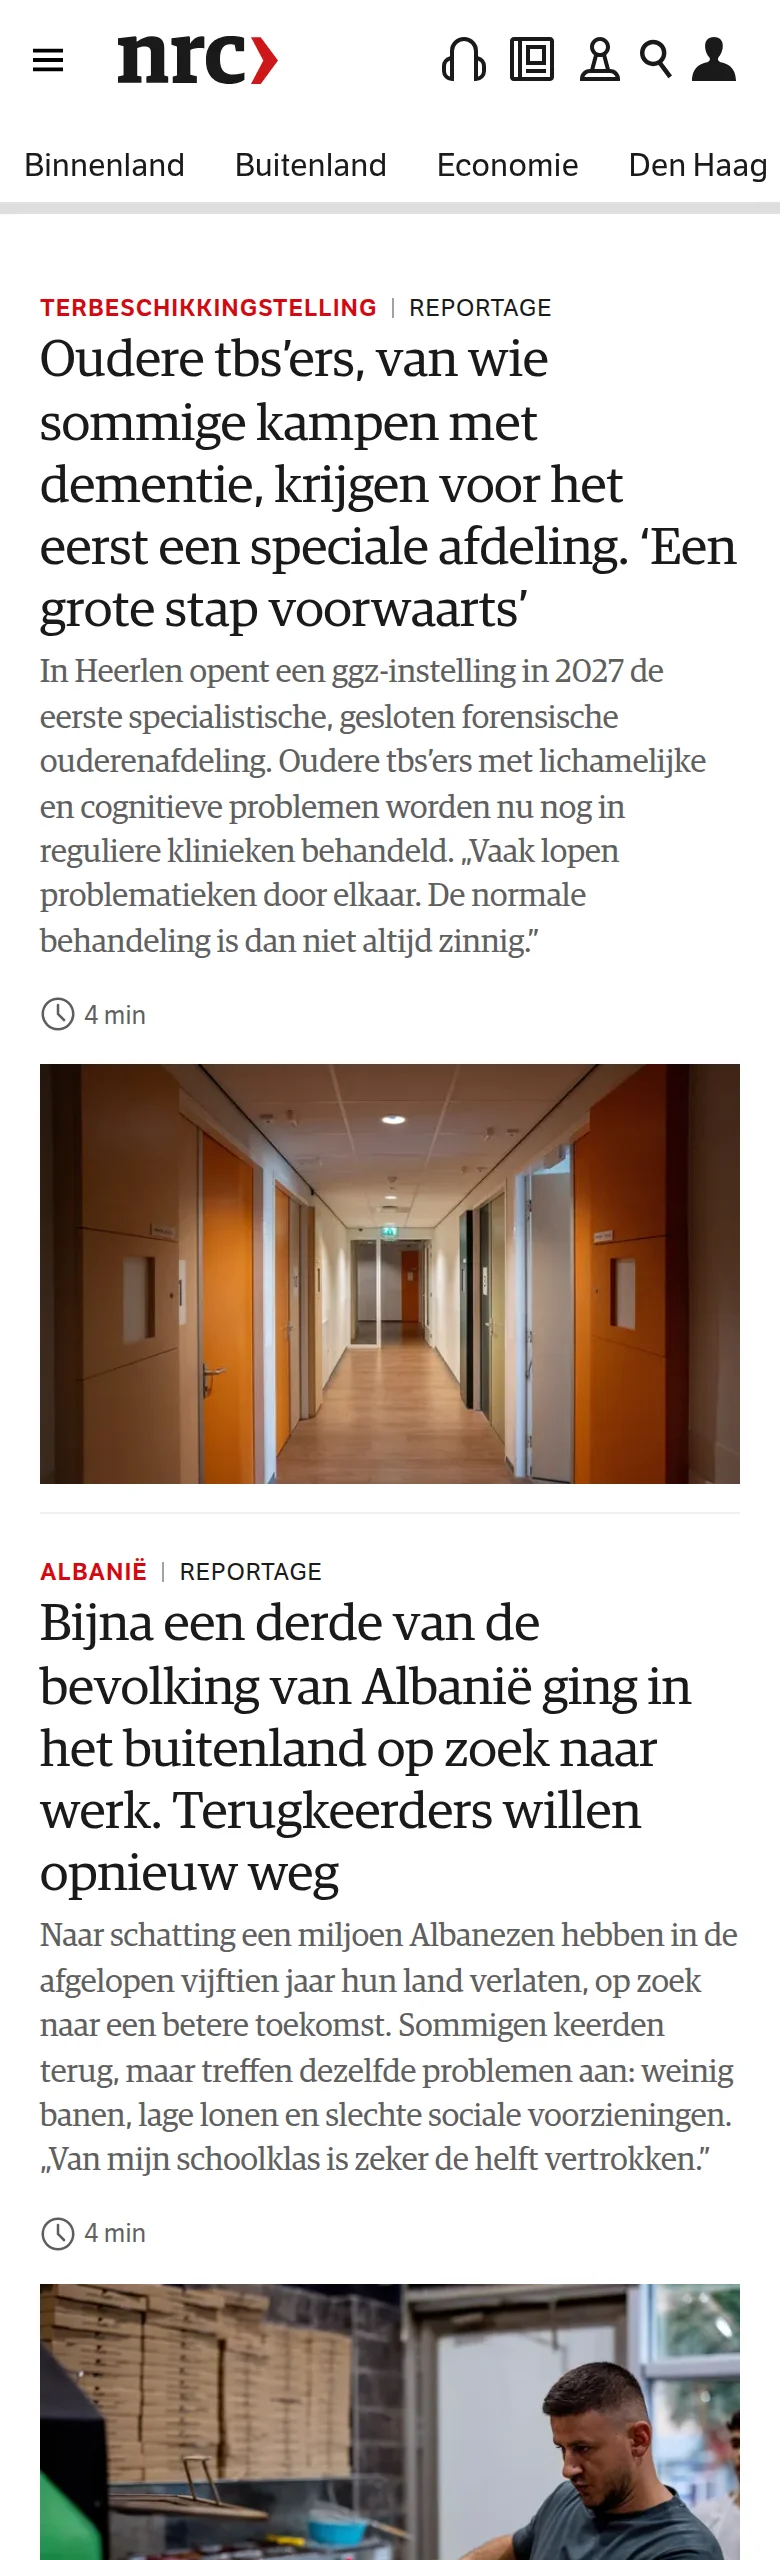 nrc
Binnenland Buitenland Economie Den Haag
TERBESCHIKKINGSTELLING | REPORTAGE
Oudere tbs’ers, van wie
sommige kampen met
dementie, krijgen voor het
eerst een speciale afdeling. ‘Een
grote stap voorwaarts’
In Heerlen opent een ggz-instelling in 2027 de
eerste specialistische, gesloten forensische
ouderenafdeling. Oudere tbs’ers met lichamelijke
en cognitieve problemen worden nu nog in
reguliere klinieken behandeld. „Vaak lopen
problematieken door elkaar. De normale
behandeling is dan niet altijd zinnig.”
4 min
ALBANIË | REPORTAGE
Bijna een derde van de
bevolking van Albanië ging in
het buitenland op zoek naar
werk. Terugkeerders willen
opnieuw weg
Naar schatting een miljoen Albanezen hebben in de
afgelopen vijftien jaar hun land verlaten, op zoek
naar een betere toekomst. Sommigen keerden
terug, maar treffen dezelfde problemen aan: weinig
banen, lage lonen en slechte sociale voorzieningen.
„Van mijn schoolklas is zeker de helft vertrokken.”
4 min